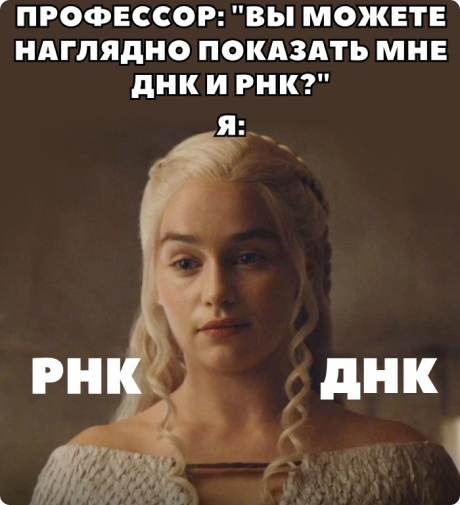 ПРОФЕССОР: "ВЫ МОЖЕТЕ
НАГЛЯДНО ПОКАЗАТЬ МНЕ
ДНК И РНК?"
Я:
РНК ДНК